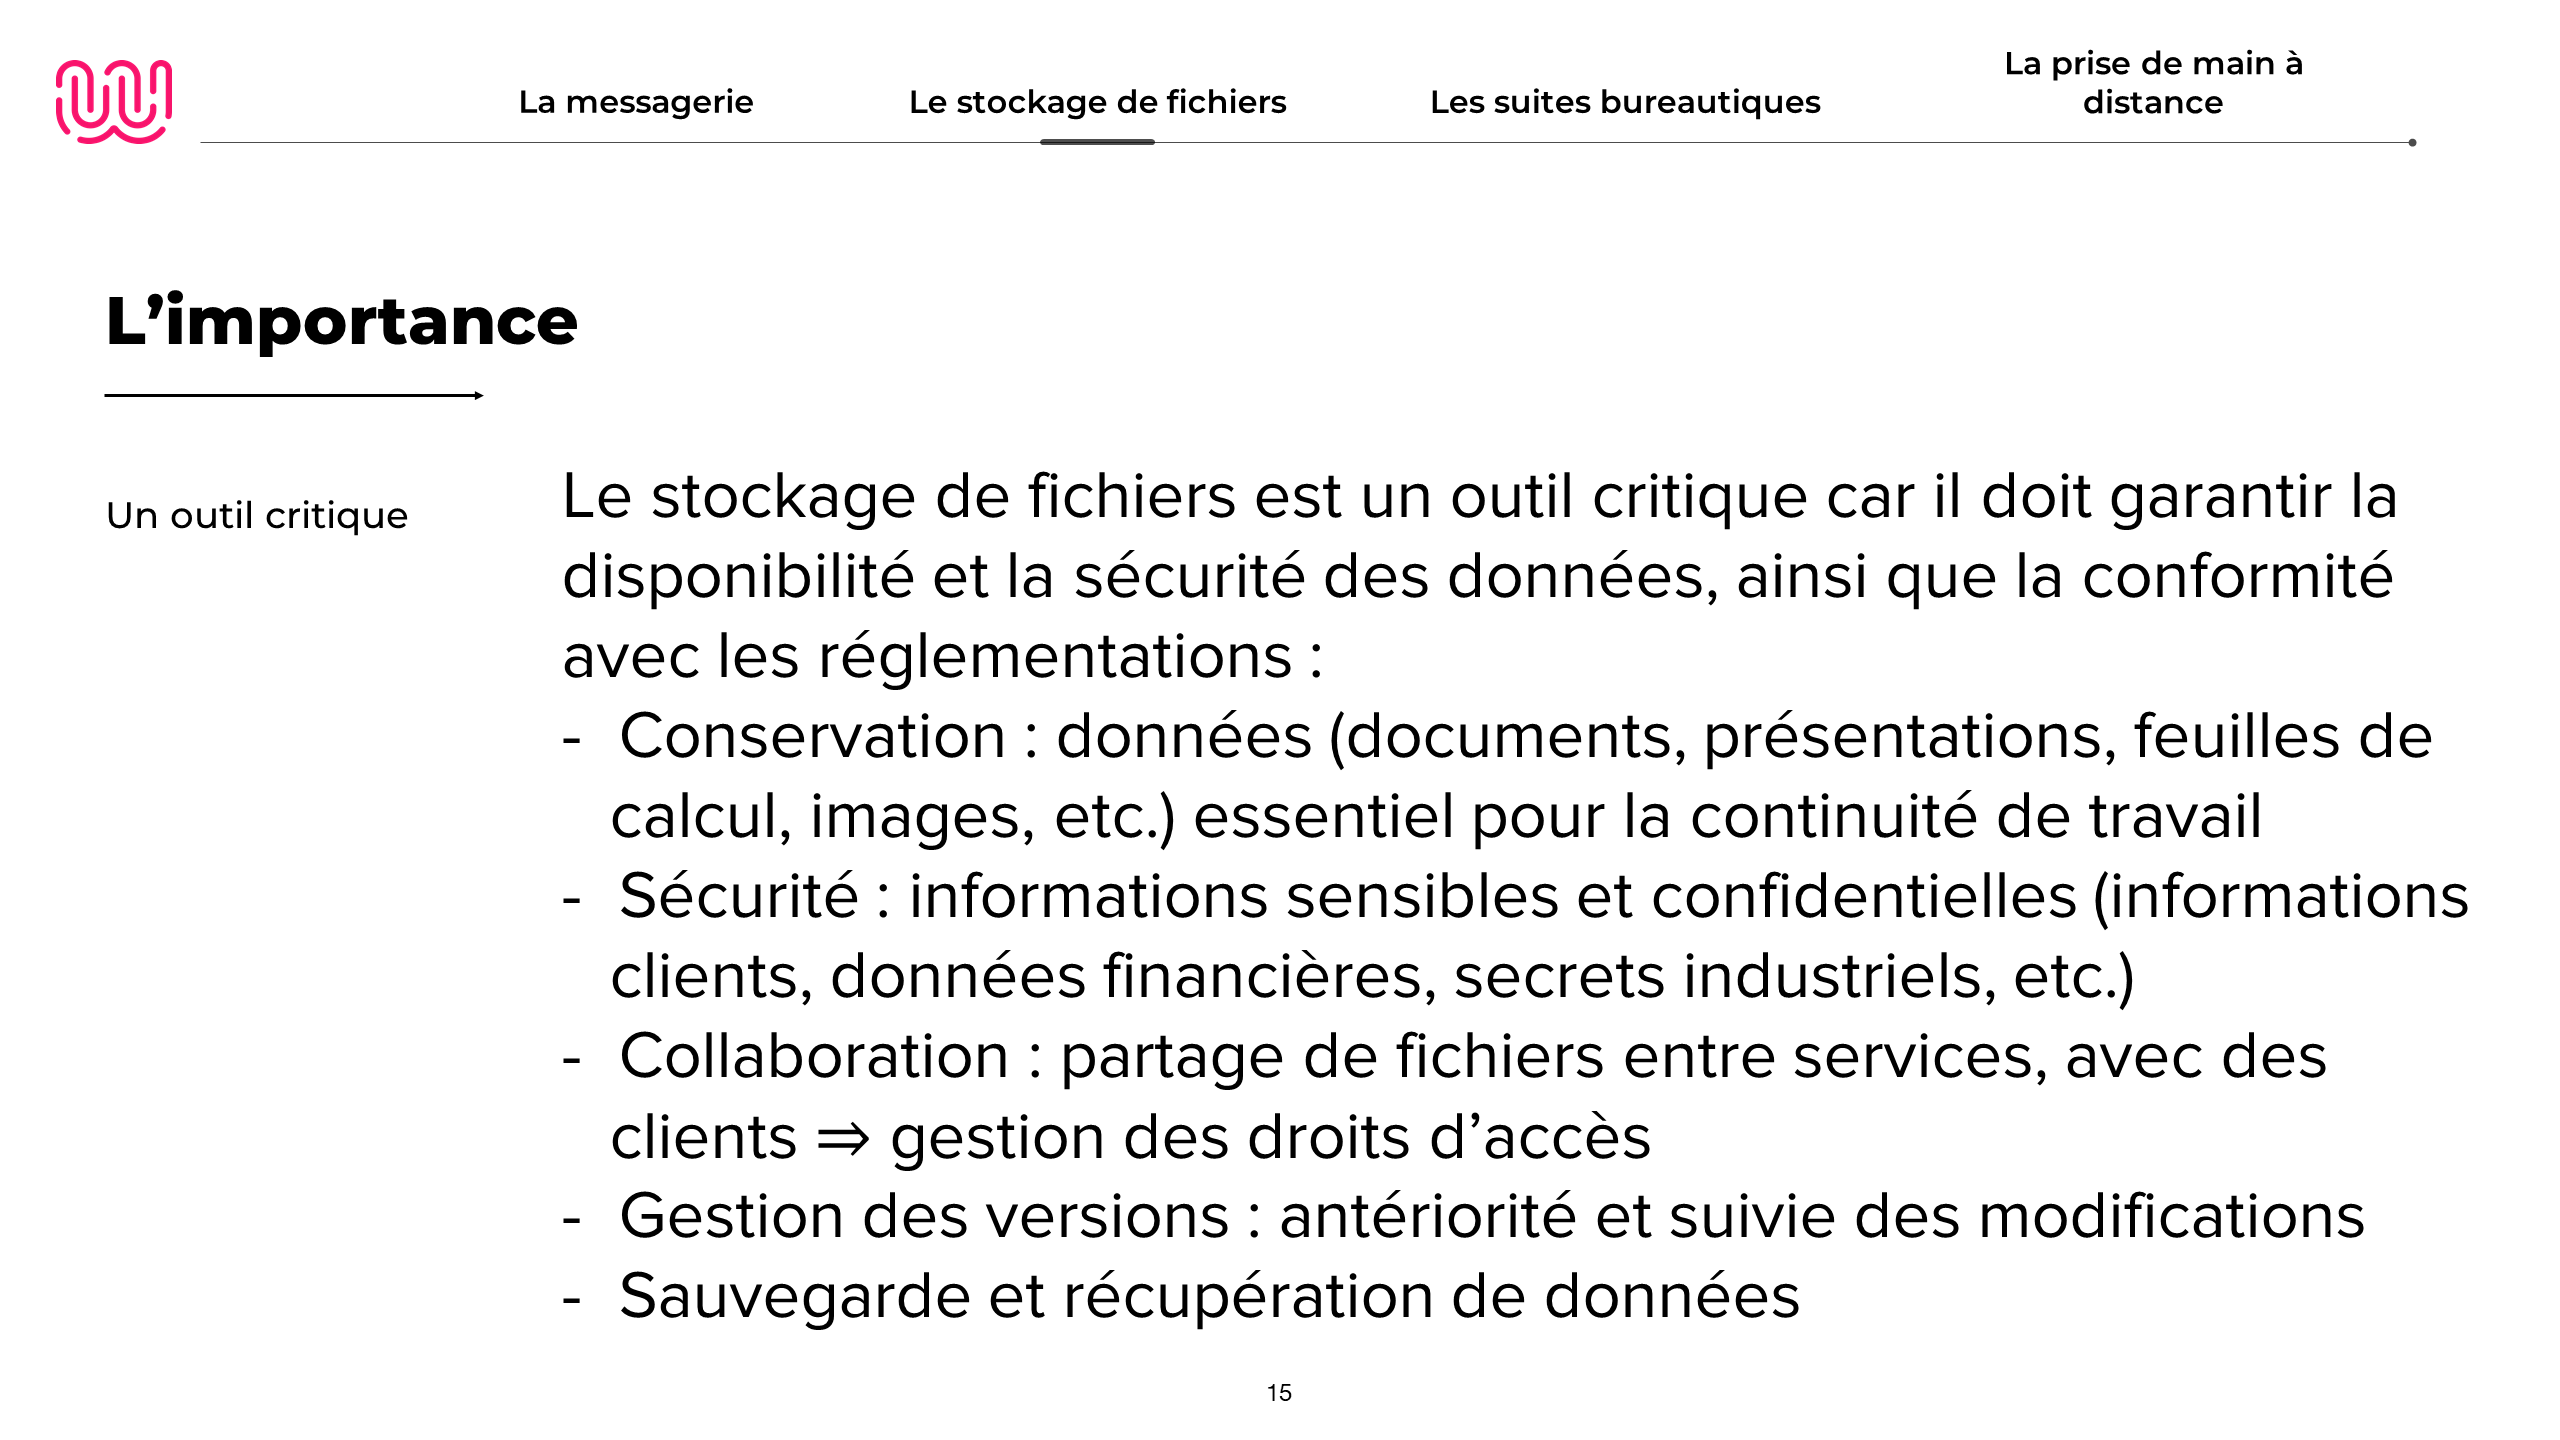 La messagerie
Le stockage de fichiers
Les suites bureautiques
La prise de main à
distance
L’importance
Un outil critique
Le stockage de fichiers est un outil critique car il doit garantir la
disponibilité et la sécurité des données, ainsi que la conformité
avec les réglementations :
- Conservation : données (documents, présentations, feuilles de
calcul, images, etc.) essentiel pour la continuité de travail
- Sécurité : informations sensibles et confidentielles (informations
clients, données financières, secrets industriels, etc.)
- Collaboration : partage de fichiers entre services, avec des
clients ⇒ gestion des droits d’accès
- Gestion des versions : antériorité et suivie des modifications
- Sauvegarde et récupération de données
15